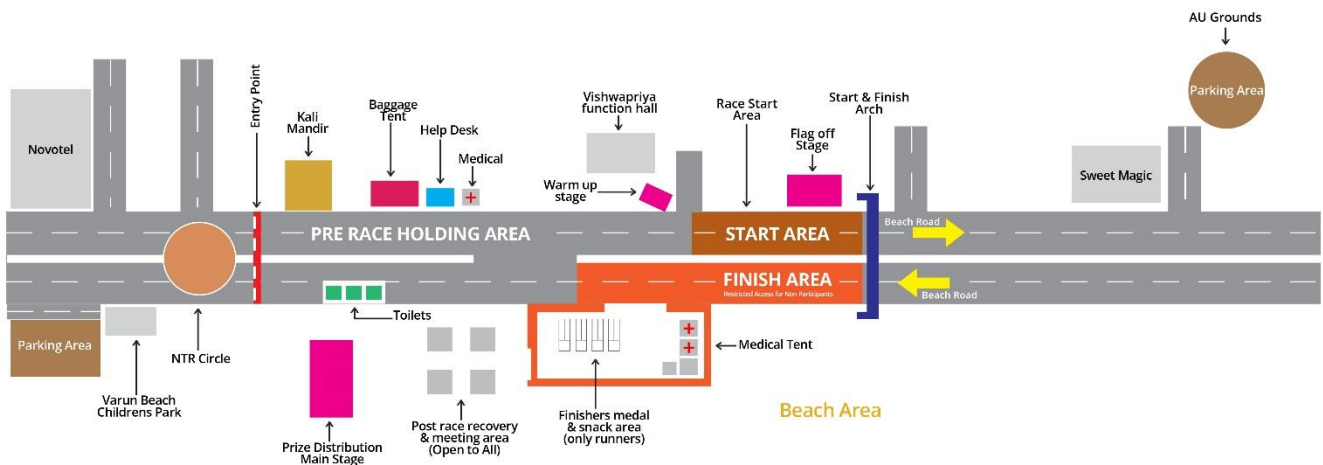 AU Grounds
Parking Area
Novotel
Entry Point
Kali
Mandir
Baggage
Tent
Help Desk
Medical
Vishwapriya
function hall
Warm up
stage
Race Start
Area
Flag off
Stage
Start & Finish
Arch
Sweet Magic
PRE RACE HOLDING AREA
START AREA
Beach Road
FINISH AREA
Restricted Access for Non Participants
Beach Road
Parking Area
Varun Beach
Childrens Park
NTR Circle
Toilets
Prize Distribution
Main Stage
Post race recovery
& meeting area
(Open to All)
Finishers medal
& snack area
(only runners)
Medical Tent
Beach Area